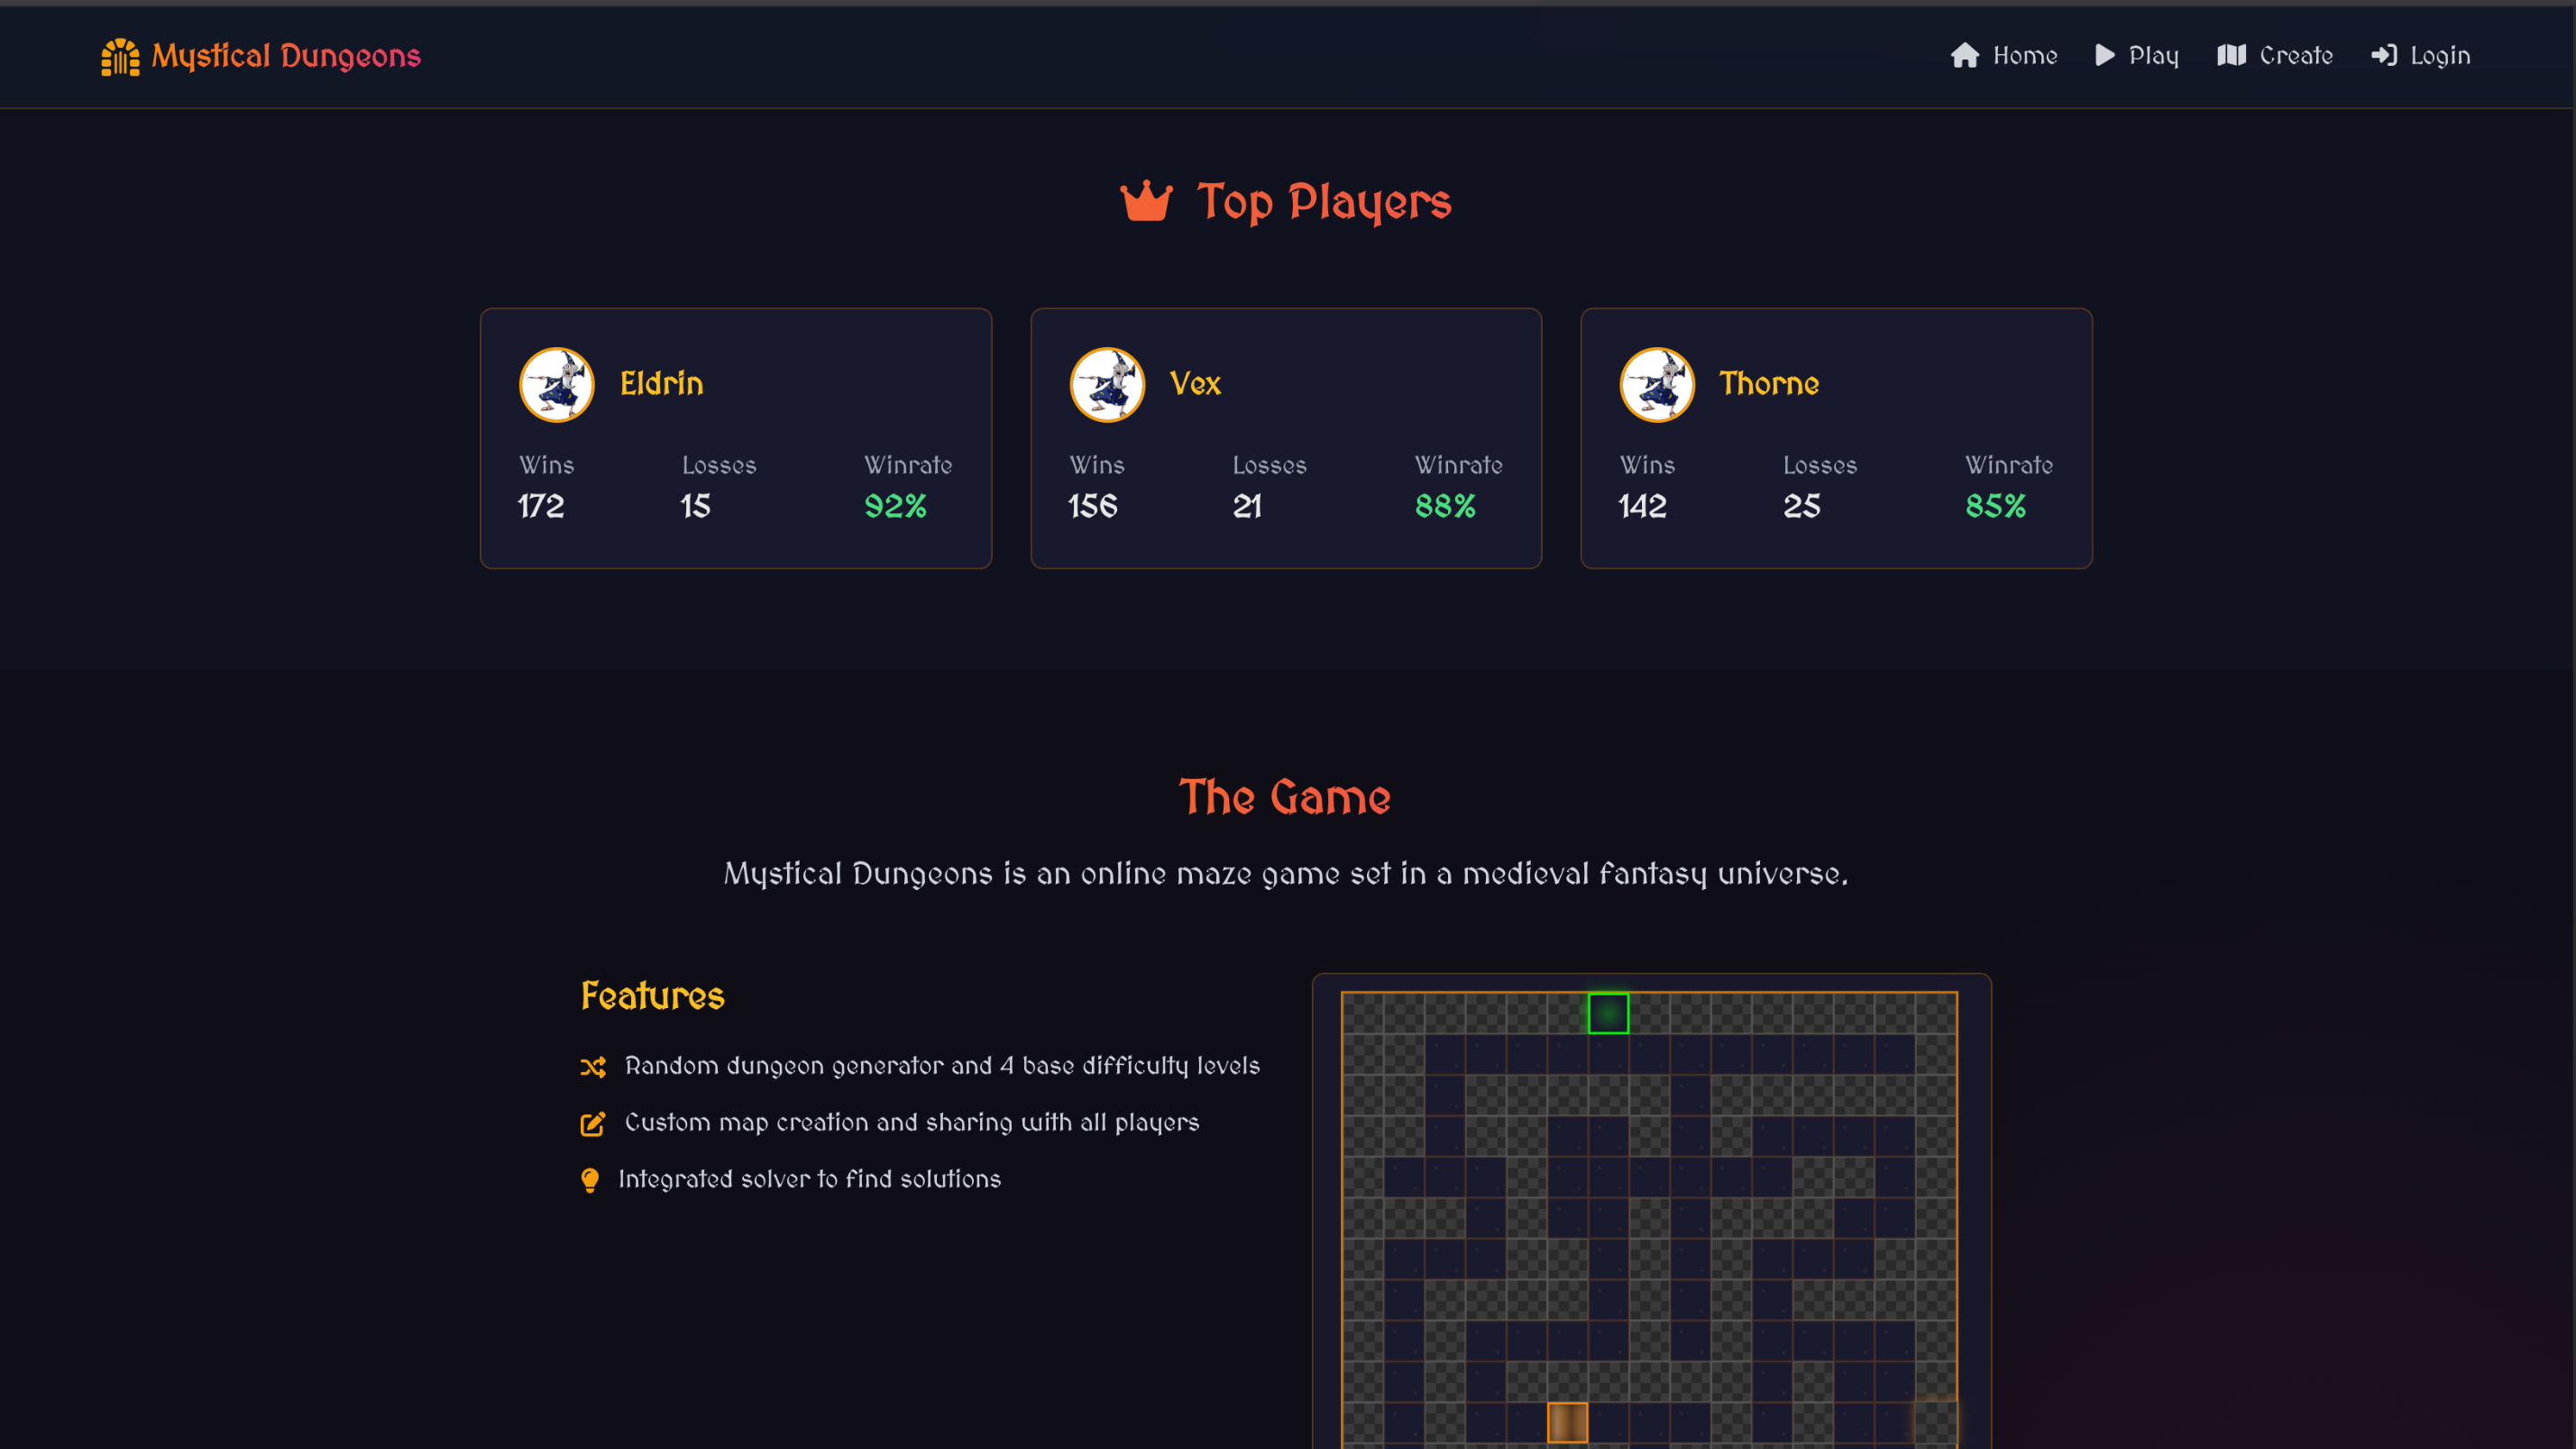 Mystical Dungeons
Home Play Create Login
Top Players
Eldrin
Wins Losses Winrate
172 15 92%
Vex
Wins Losses Winrate
156 21 88%
Thorne
Wins Losses Winrate
142 25 85%
The Game
Mystical Dungeons is an online maze game set in a medieval fantasy universe.
Features
Random dungeon generator and 4 base difficulty levels
Custom map creation and sharing with all players
Integrated solver to find solutions